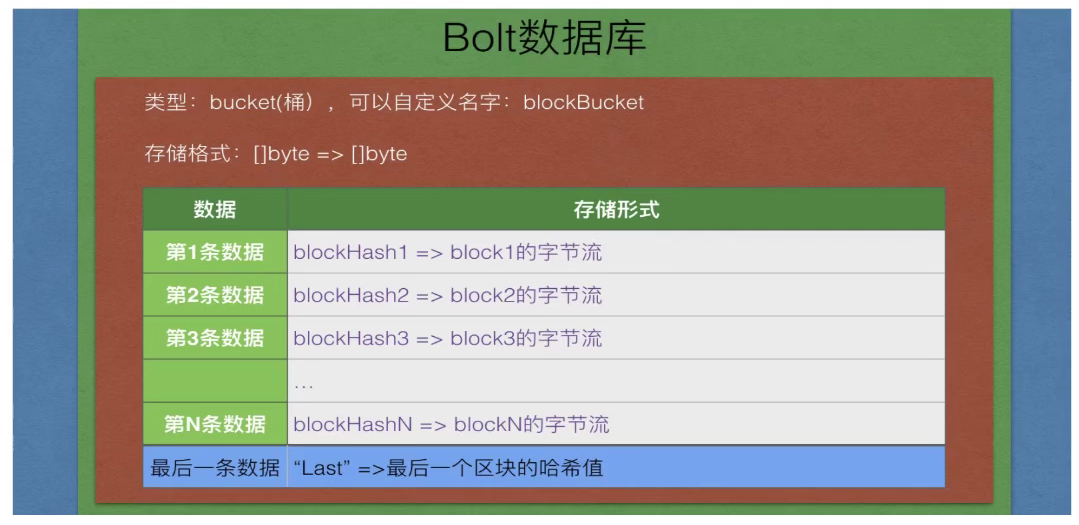 Bolt数据库
类型：bucket(桶），可以自定义名字：blockBucket
存储格式：[]byte => []byte
数据 存储形式
第1条数据 blockHash1 => block1的字节流
第2条数据 blockHash2 => block2的字节流
第3条数据 blockHash3 => block3的字节流
...
第N条数据 blockHashN => blockN的字节流
最后一条数据 “Last” =>最后一个区块的哈希值